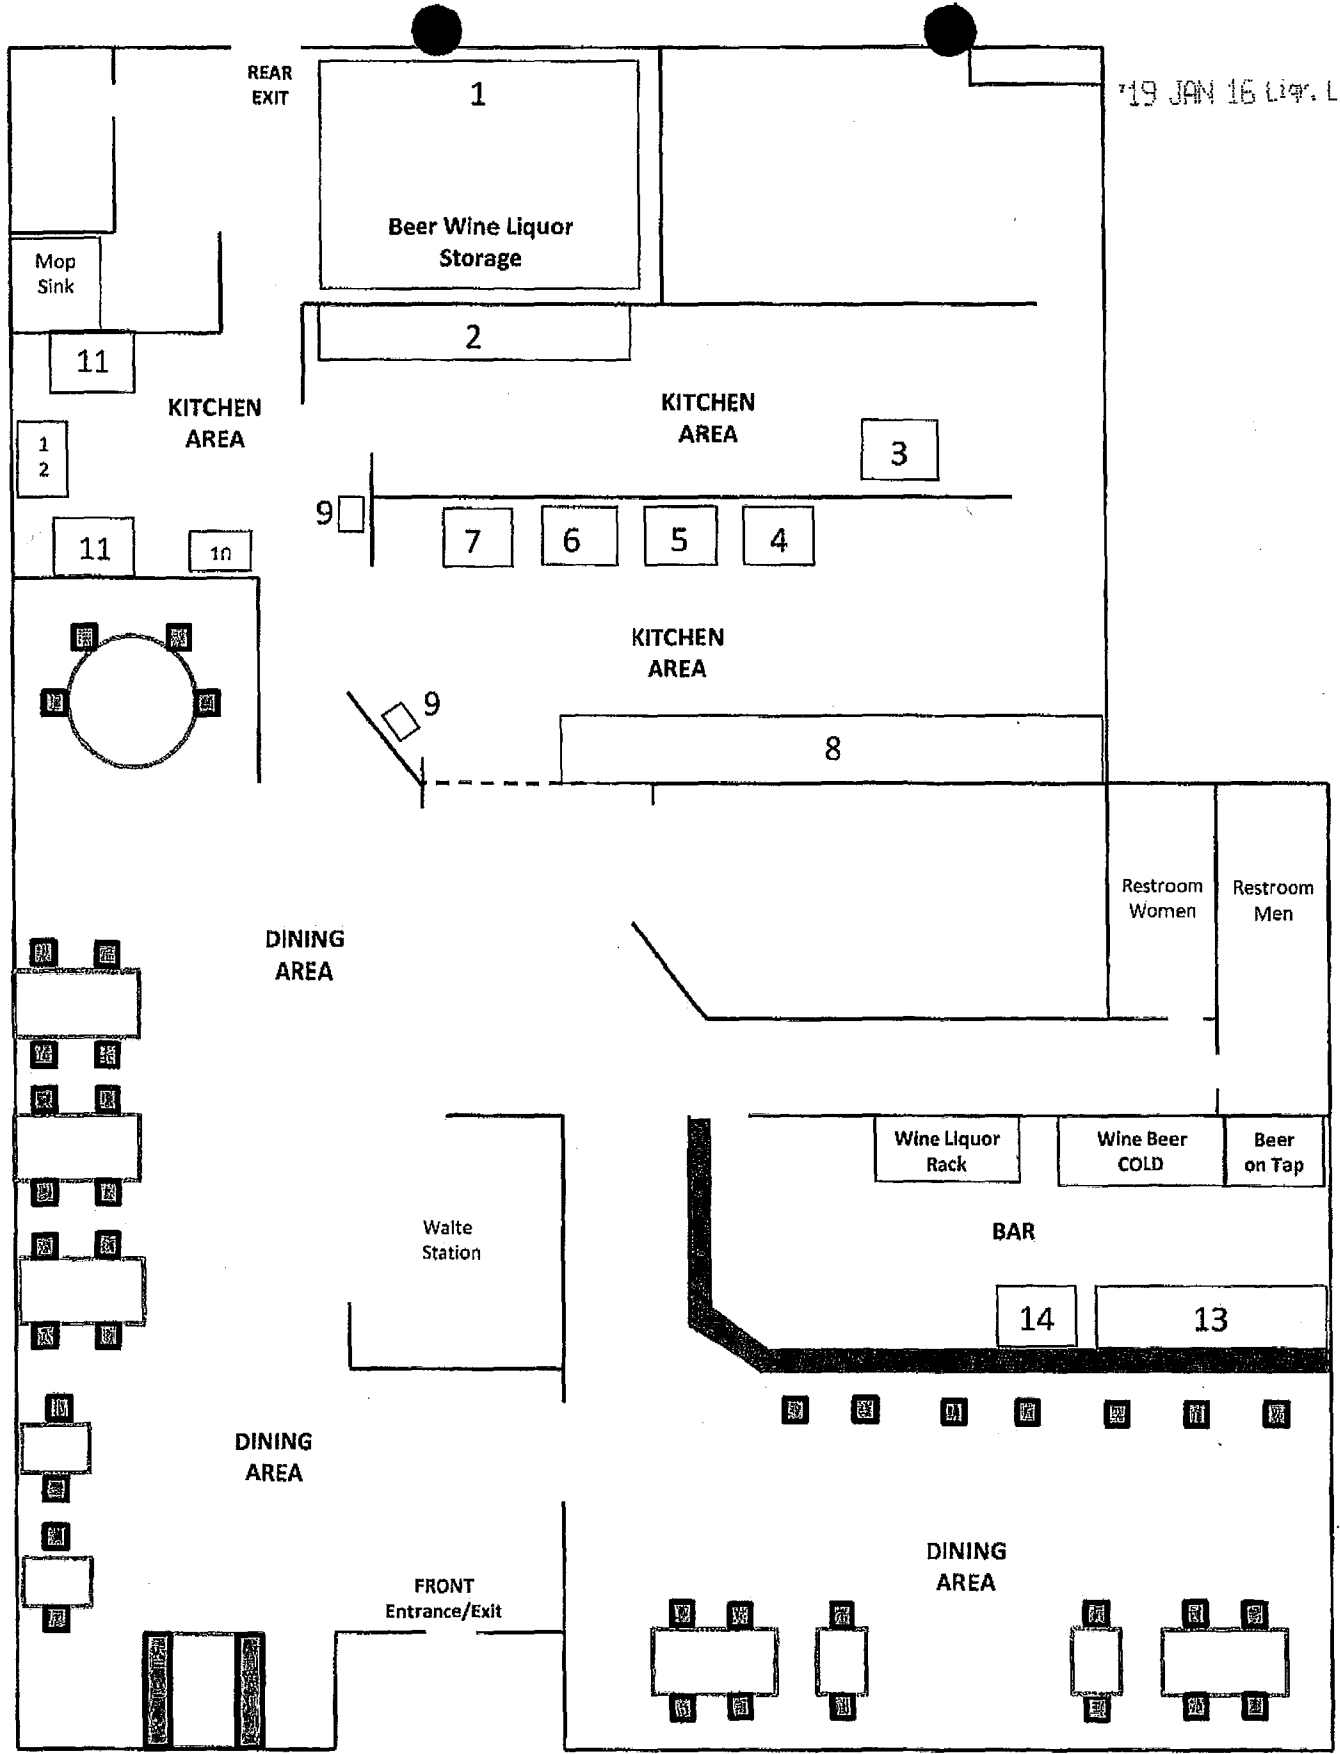 REAR
EXIT
1
'19 JAN 16 Liqr. L
Beer Wine Liquor
Storage
Mop
Sink
2
11
KITCHEN
AREA
KITCHEN
AREA
3
1
2
9
7
6
5
4
11
10
KITCHEN
AREA
9
8
Restroom
Women
Restroom
Men
DINING
AREA
Wine Liquor
Rack
Wine Beer
COLD
Beer
on Tap
Waite
Station
BAR
14
13
DINING
AREA
DINING
AREA
FRONT
Entrance/Exit